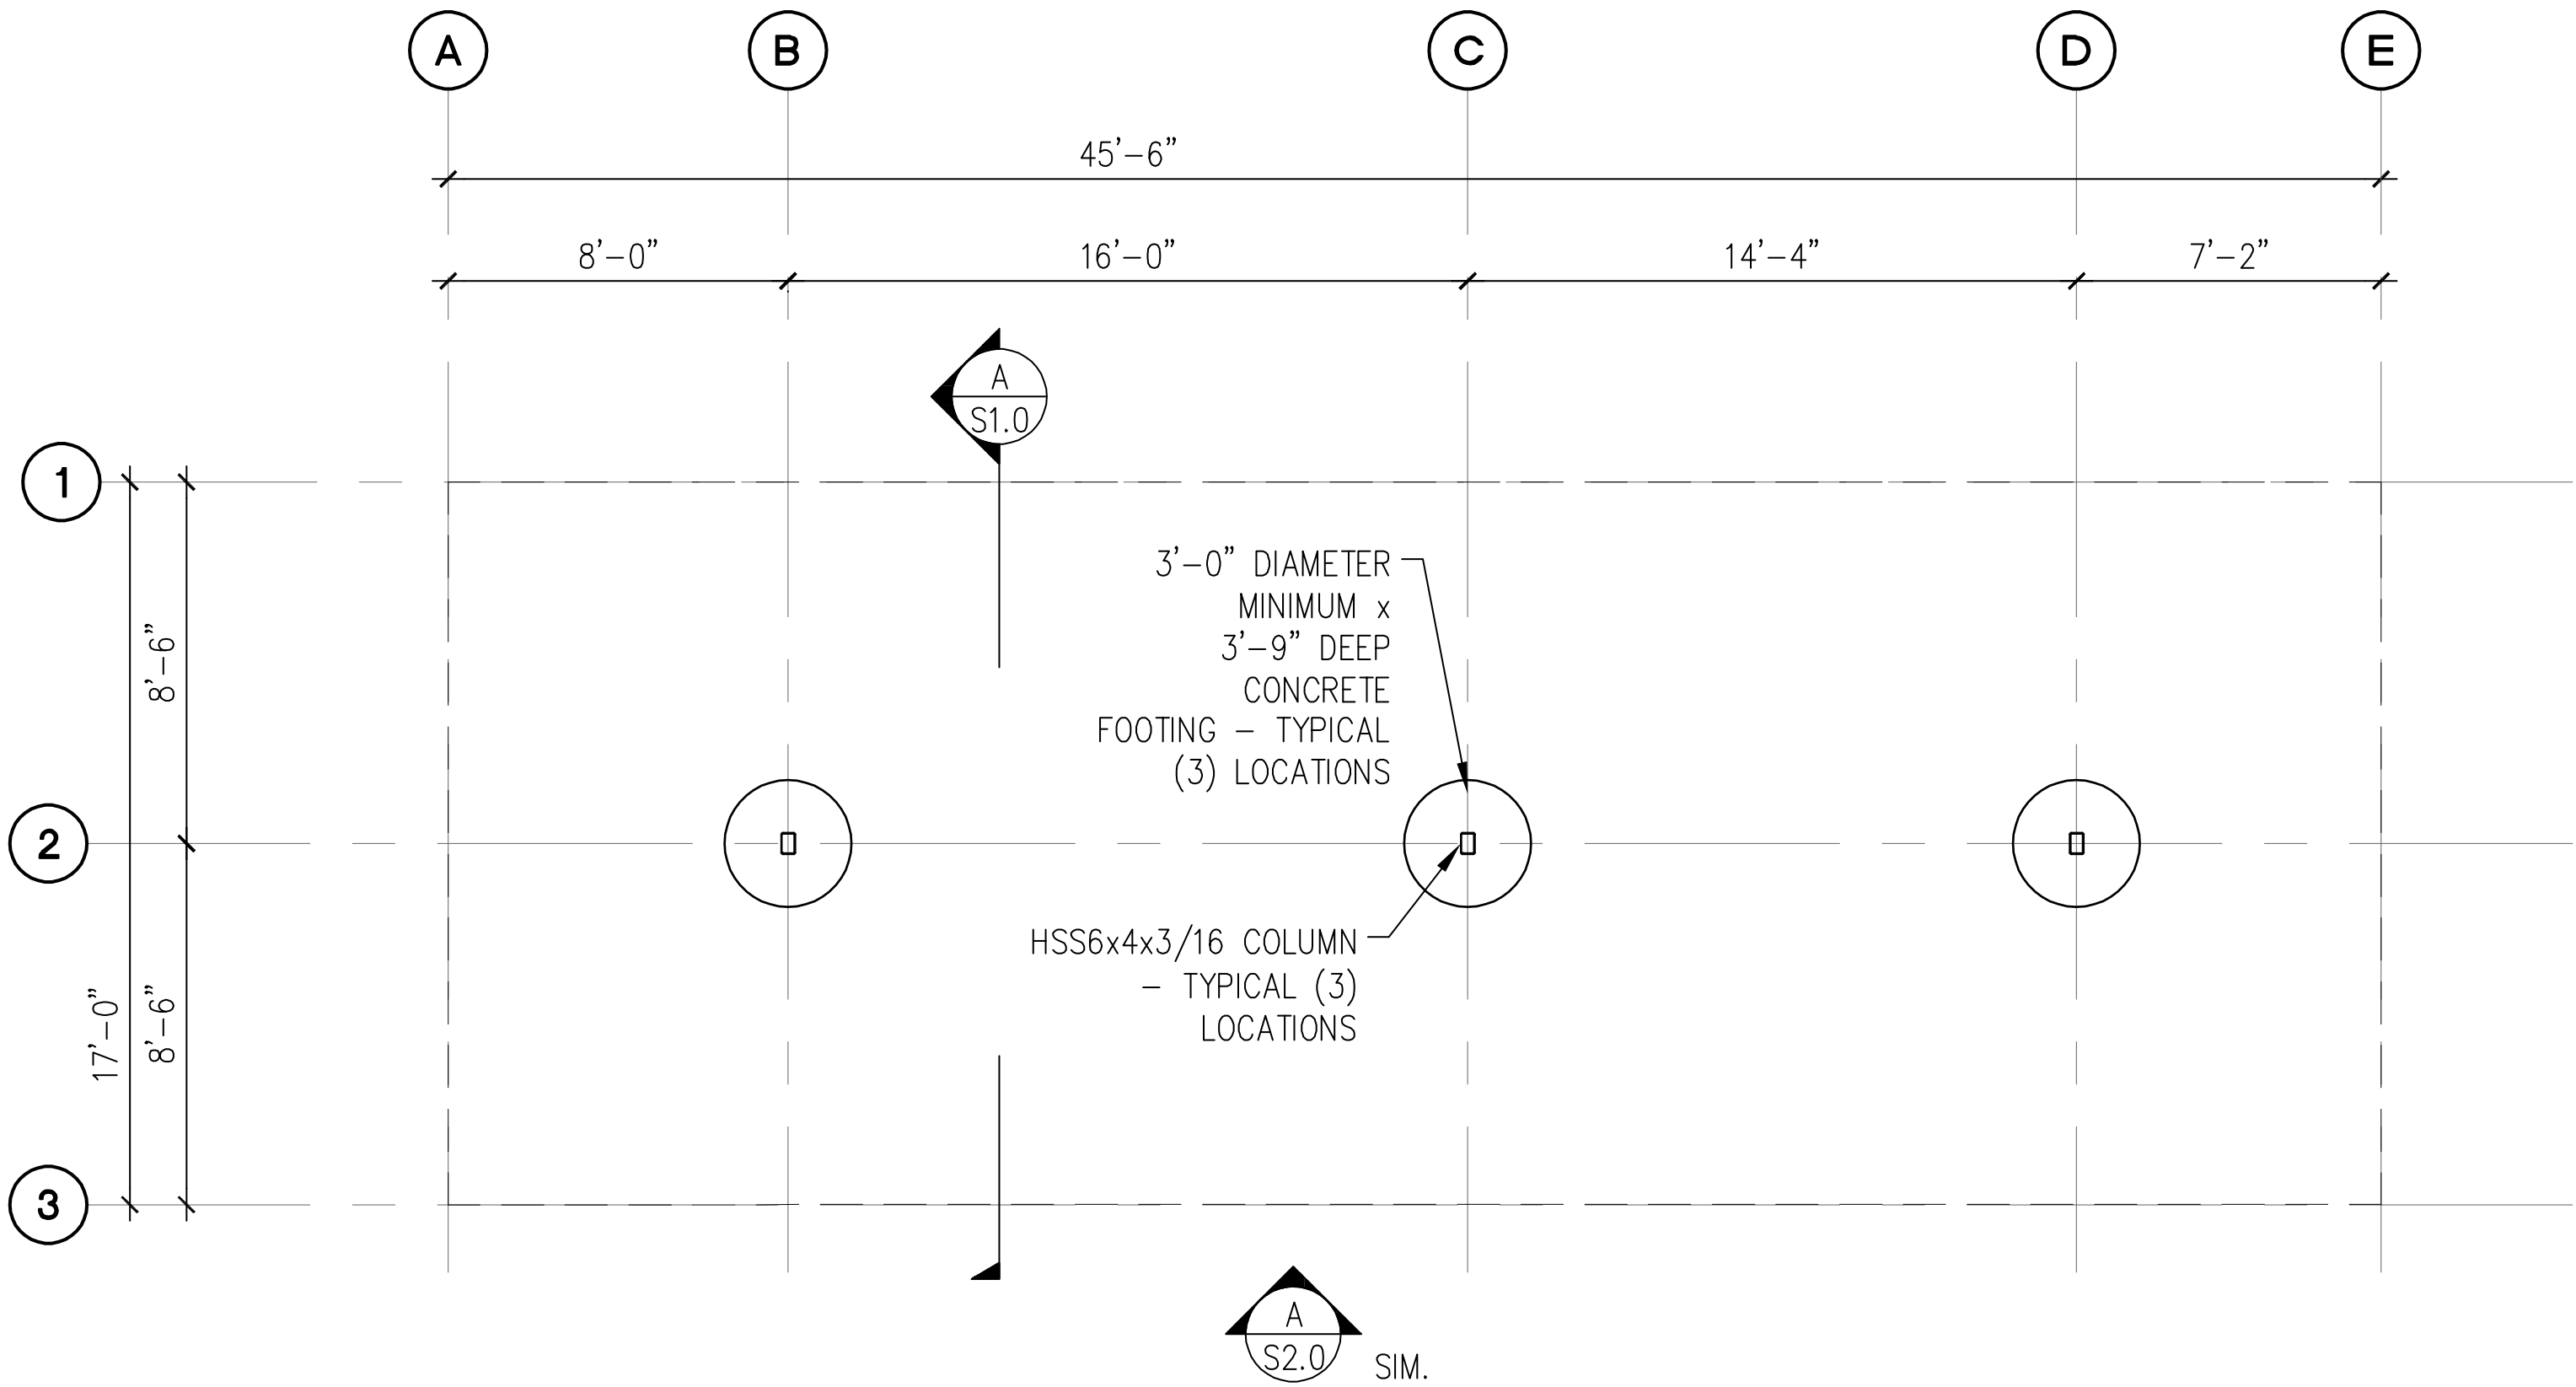 A B C D E
45'-6"
8'-0" 16'-0" 14'-4" 7'-2"
A
S1.0
1
3'-0" DIAMETER
MINIMUM x
3'-9" DEEP
CONCRETE
FOOTING - TYPICAL
(3) LOCATIONS
8'-6"
2
HSS6x4x3/16 COLUMN
- TYPICAL (3)
LOCATIONS
17'-0"
8'-6"
3
A
S2.0
SIM.